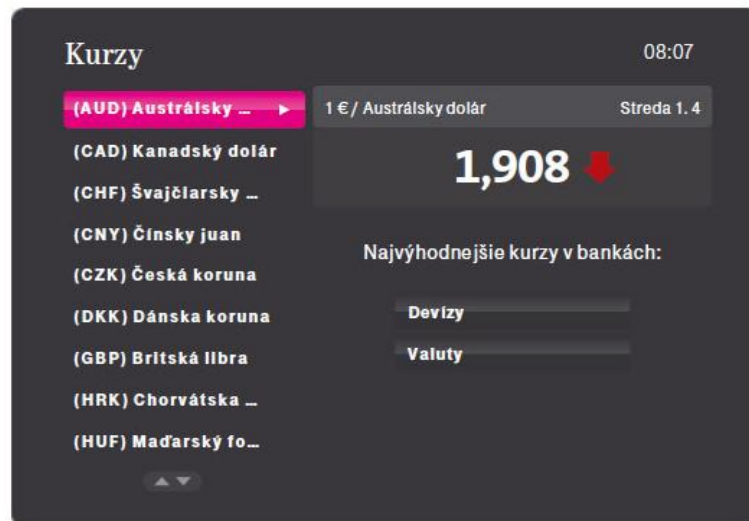 Kurzy
08:07
(AUD) Austrálsky ...
(CAD) Kanadský dolár
(CHF) Švajčiarsky ...
(CNY) Čínsky juan
(CZK) Česká koruna
(DKK) Dánska koruna
(GBP) Britská libra
(HRK) Chorvátska ...
(HUF) Maďarský fo...
1 € / Austrálsky dolár
Streda 1. 4
1,908
Najvýhodnejšie kurzy v bankách:
Devízy
Valuty